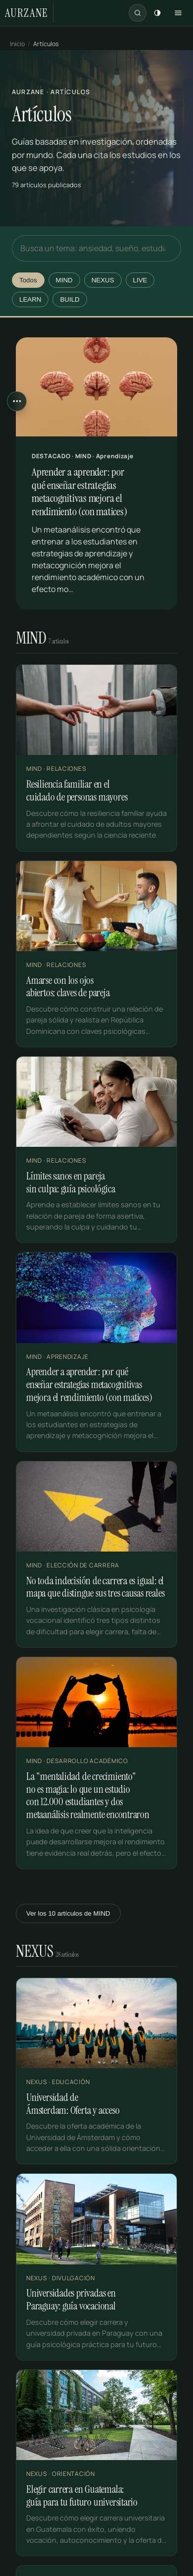 AURZANE
Inicio / Artículos
AURZANE · ARTÍCULOS
Artículos
Guías basadas en investigación, ordenadas
por mundo. Cada una cita los estudios en los
que se apoya.
79 artículos publicados
Busca un tema: ansiedad, sueño, estudi
Todos
MIND
NEXUS
LIVE
LEARN
BUILD
DESTACADO · MIND · Aprendizaje
Aprender a aprender: por
qué enseñar estrategias
metacognitivas mejora el
rendimiento (con matices)
Un metaanálisis encontró que
entrenar a los estudiantes en
estrategias de aprendizaje y
metacognición mejora el
rendimiento académico con un
efecto mo...
MIND
MIND · RELACIONES
Resiliencia familiar en el
cuidado de personas mayores
Descubre cómo la resiliencia familiar ayuda
a afrontar el cuidado de adultos mayores
dependientes según la ciencia reciente.
MIND · RELACIONES
Amarse con los ojos
abiertos: claves de pareja
Descubre cómo construir una relación de
pareja sólida y realista en República
Dominicana con claves psicológicas...
MIND · RELACIONES
Límites sanos en pareja
sin culpa: guía psicológica
Aprende a establecer límites sanos en tu
relación de pareja de forma asertiva,
superando la culpa y cuidando tu...
MIND · APRENDIZAJE
Aprender a aprender: por qué
enseñar estrategias metacognitivas
mejora el rendimiento (con matices)
Un metaanálisis encontró que entrenar a
los estudiantes en estrategias de
aprendizaje y metacognición mejora el...
MIND · ELECCIÓN DE CARRERA
No toda indecisión de carrera es igual: el
mapa que distingue sus tres causas reales
Una investigación clásica en psicología
vocacional identificó tres tipos distintos
de dificultad para elegir carrera, falta de...
MIND · DESARROLLO ACADÉMICO
La "mentalidad de crecimiento"
no es magia: lo que un estudio
con 12.000 estudiantes y dos
metaanálisis realmente encontraron
La idea de que creer que la inteligencia
puede desarrollarse mejora el rendimiento
tiene evidencia real detrás, pero el efecto...
Ver los 10 artículos de MIND
NEXUS
NEXUS · EDUCACIÓN
Universidad de
Ámsterdam: Oferta y acceso
Descubre la oferta académica de la
Universidad de Ámsterdam y cómo
acceder a ella con una sólida orientación...
NEXUS · DIVULGACIÓN
Universidades privadas en
Paraguay: guía vocacional
Descubre cómo elegir carrera y
universidad privada en Paraguay con una
guía psicológica práctica para tu futuro...
NEXUS · ORIENTACIÓN
Elegir carrera en Guatemala:
guía para tu futuro universitario
Descubre cómo elegir carrera universitaria
en Guatemala con éxito, uniendo
vocación, autoconocimiento y la oferta d...